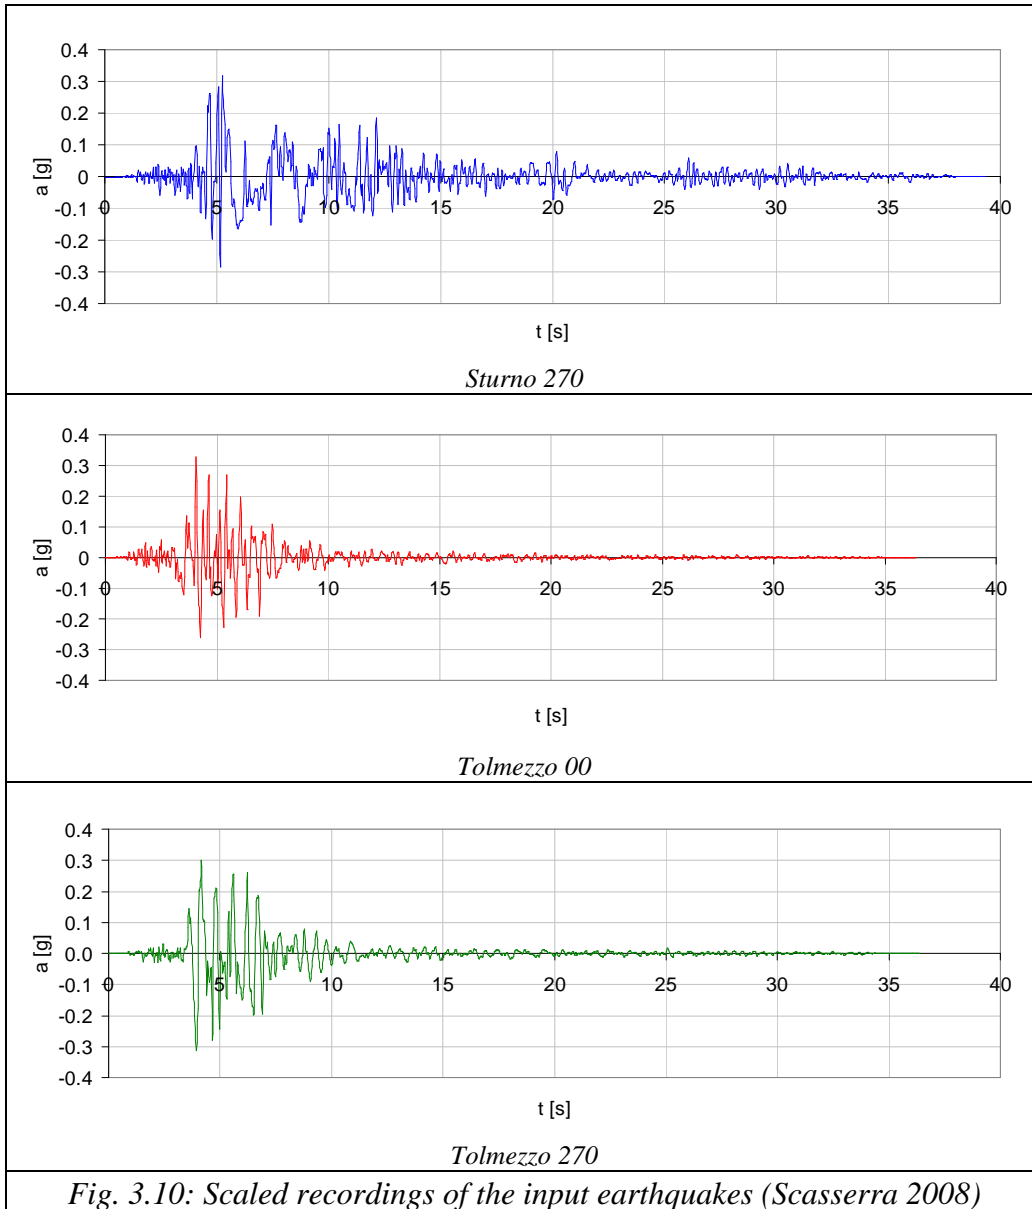 0.4
0.3
0.2
0.1
0
-0.1
-0.2
-0.3
-0.4
a [g]
0 5 10 15 20 25 30 35 40
t [s]
Sturno 270
0.4
0.3
0.2
0.1
0.0
-0.1
-0.2
-0.3
-0.4
a [g]
0 5 10 15 20 25 30 35 40
t [s]
Tolmezzo 00
0.4
0.3
0.2
0.1
0.0
-0.1
-0.2
-0.3
-0.4
a [g]
0 5 10 15 20 25 30 35 40
t [s]
Tolmezzo 270
Fig. 3.10: Scaled recordings of the input earthquakes (Scasserra 2008)